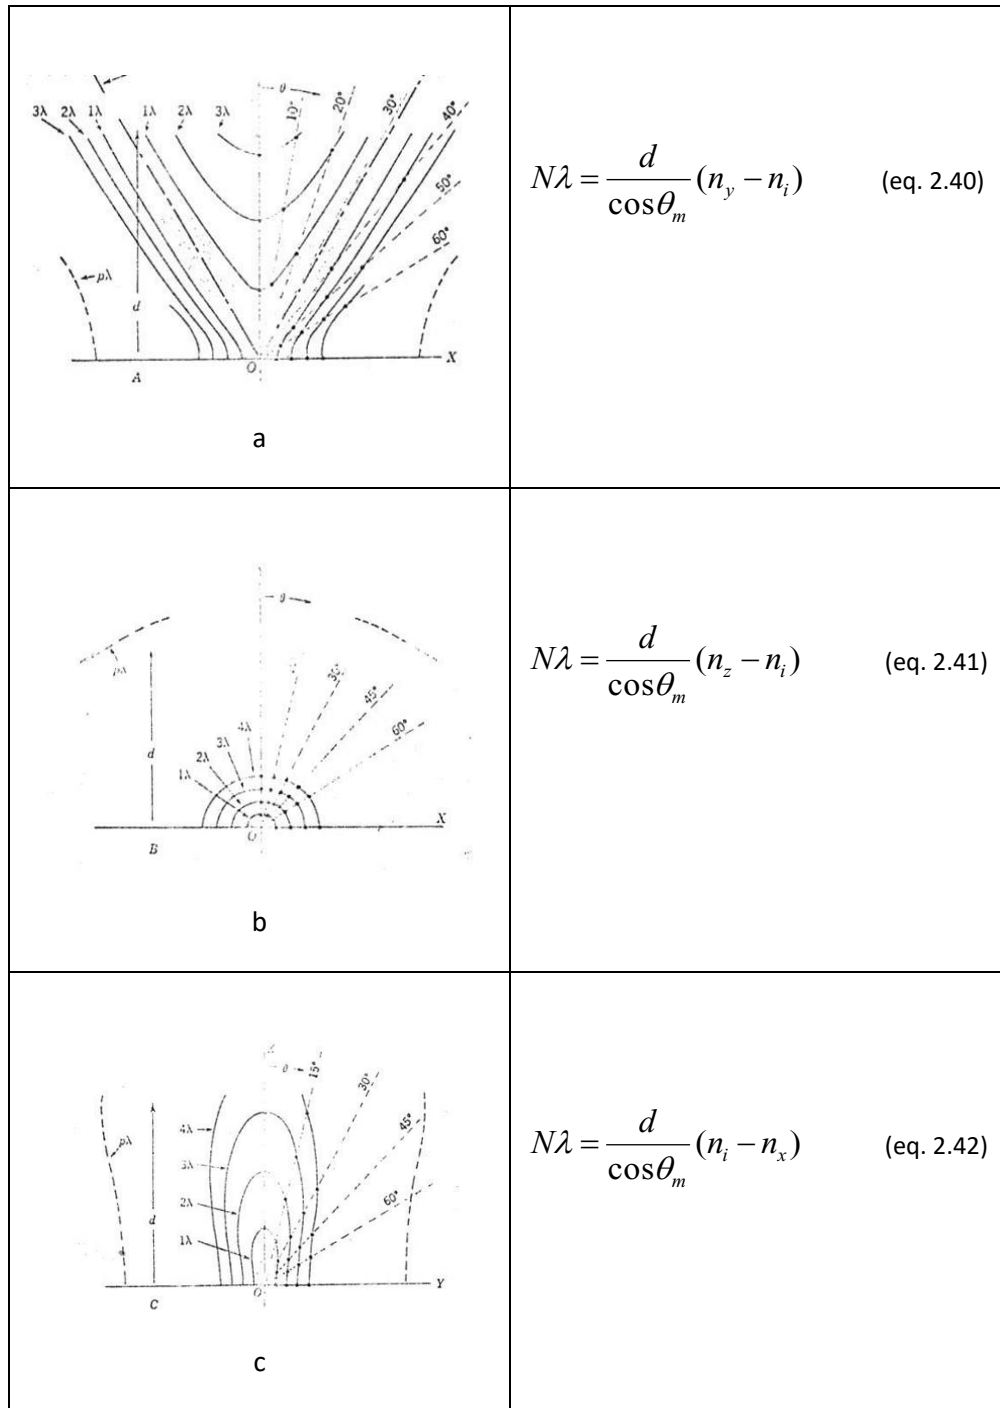 θ
3λ 2λ 1λ 1λ 2λ 3λ 10° 20° 30° 40°
50°
60°
pλ
d
O X
A
a
Nλ = d/cosθ_m (n_y − n_i) (eq. 2.40)
θ
pλ
30°
45°
60°
d
4λ
3λ
2λ
1λ
O X
B
b
Nλ = d/cosθ_m (n_z − n_i) (eq. 2.41)
θ 15°
30°
45°
60°
4λ
pλ
3λ
2λ
d
1λ
O Y
C
c
Nλ = d/cosθ_m (n_i − n_x) (eq. 2.42)